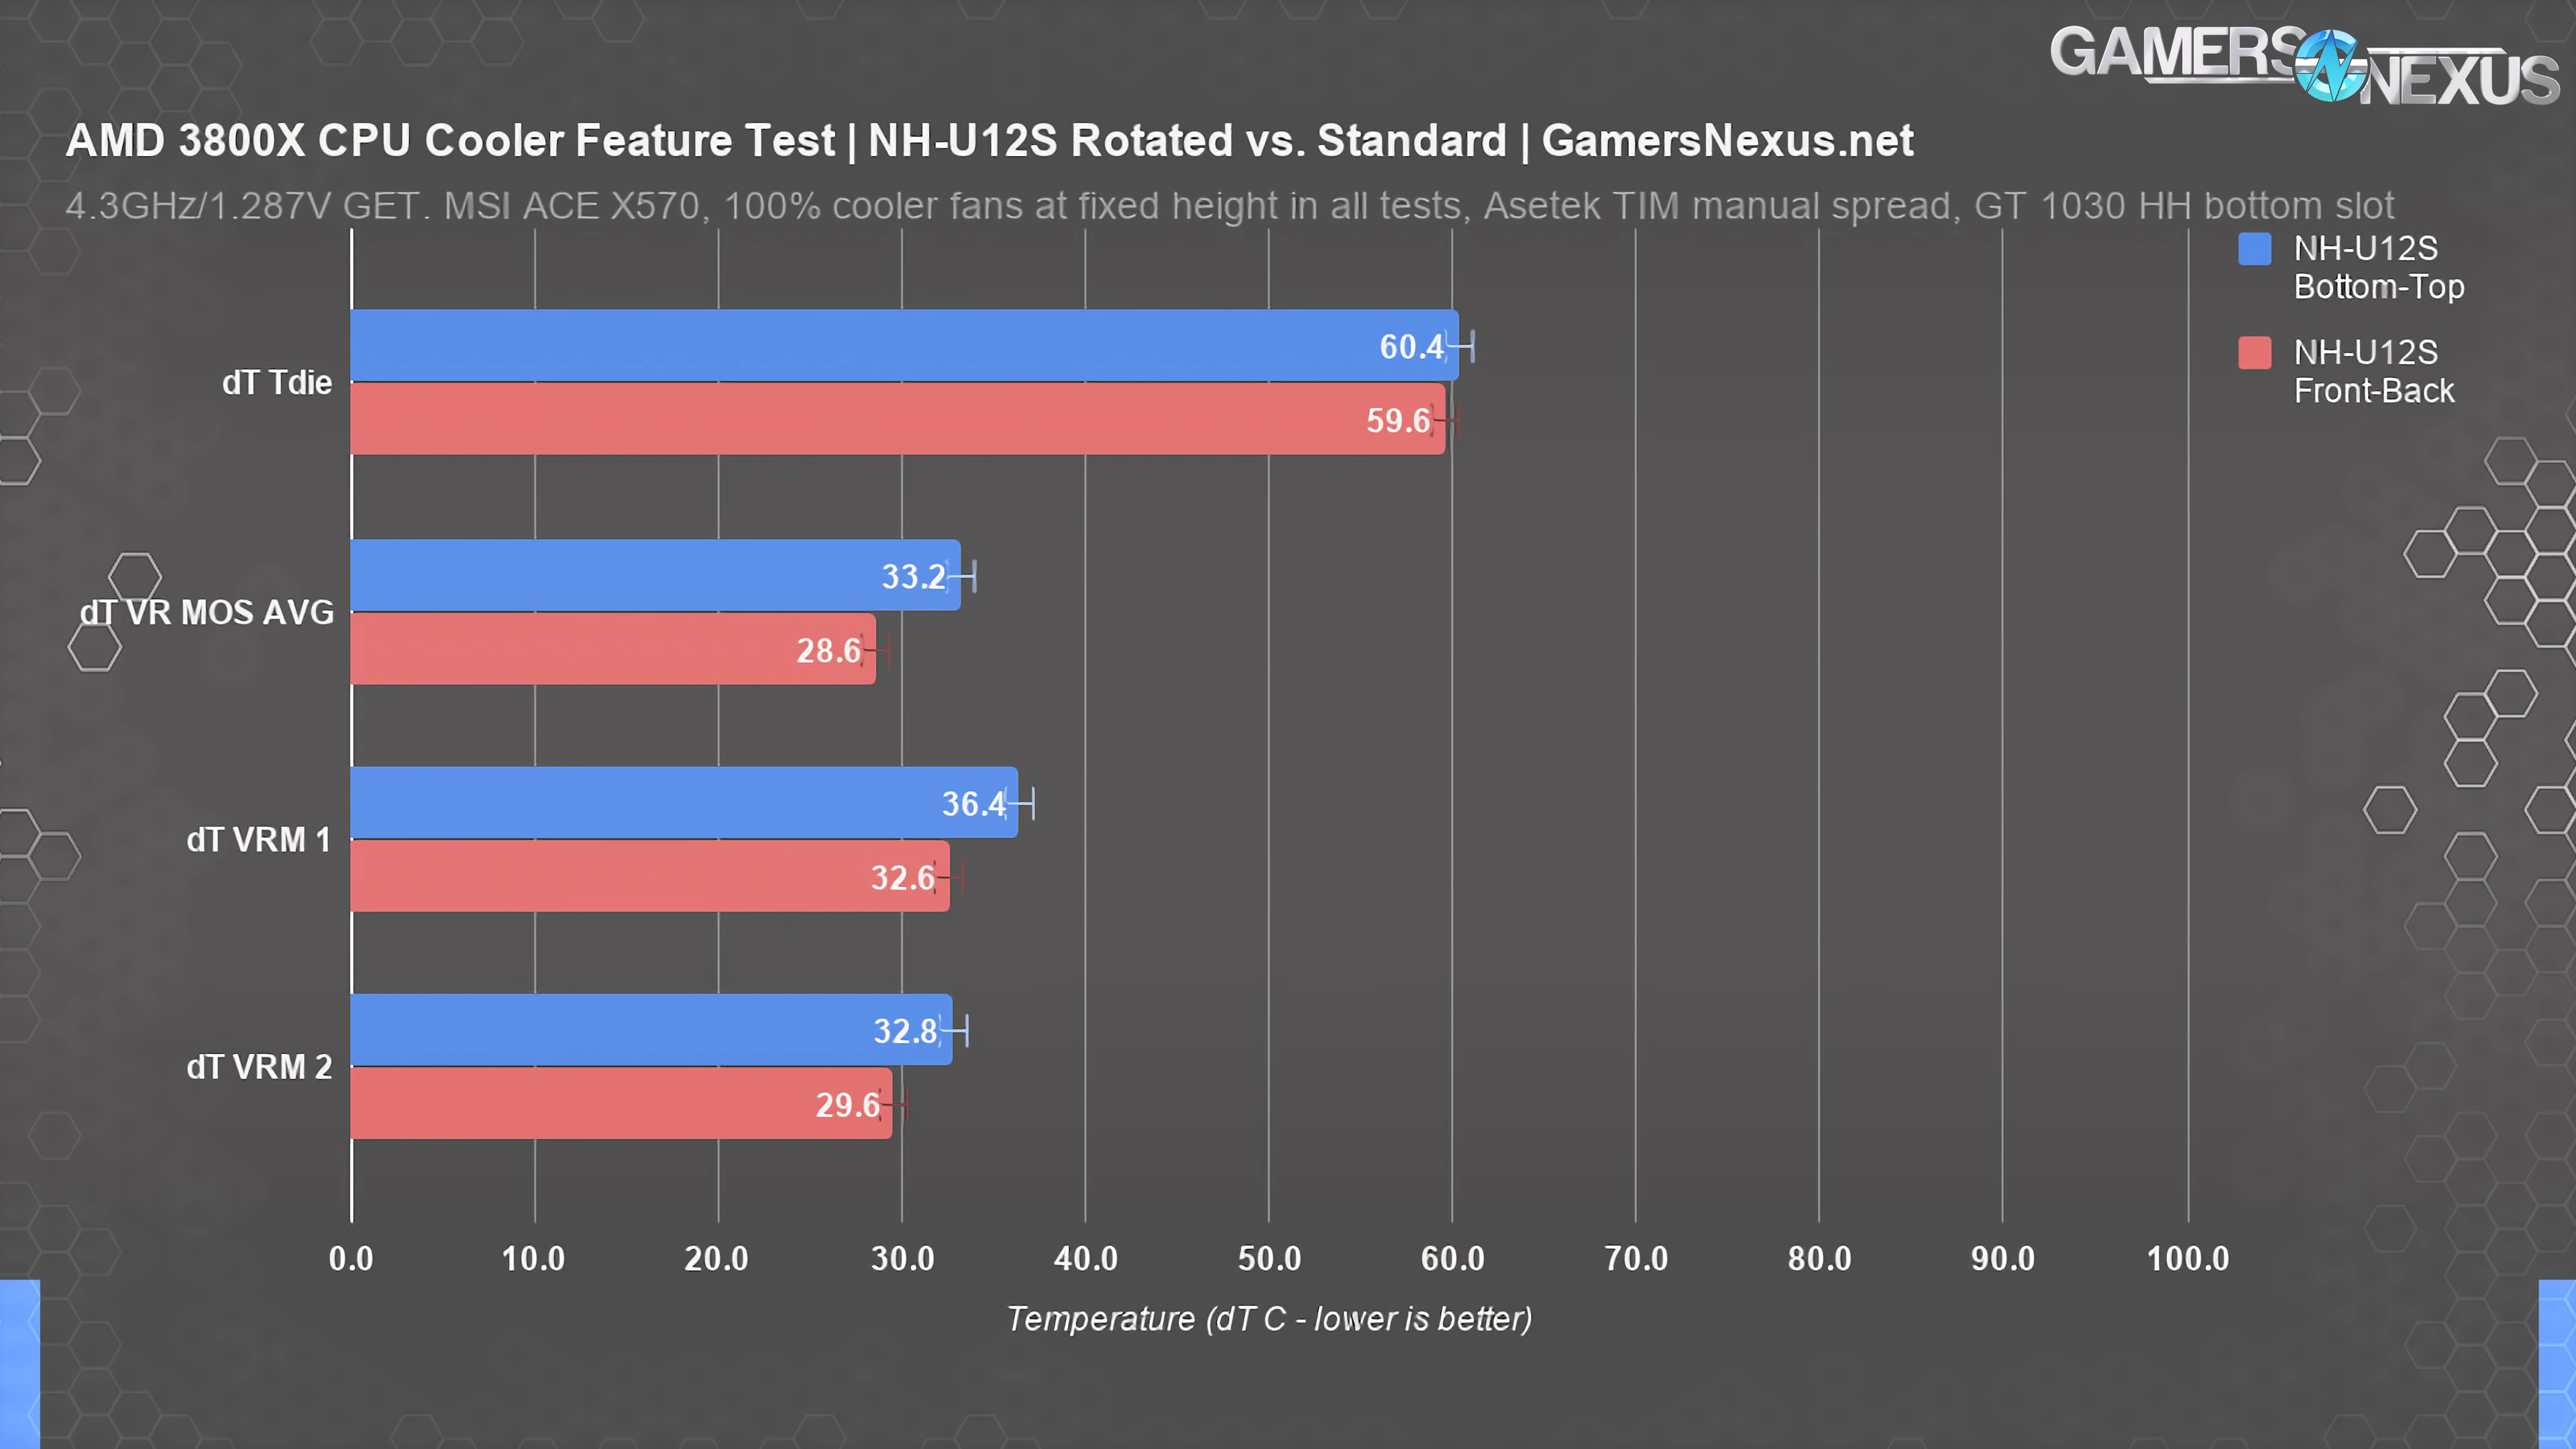 GAMERS NEXUS
AMD 3800X CPU Cooler Feature Test | NH-U12S Rotated vs. Standard | GamersNexus.net
4.3GHz/1.287V GET. MSI ACE X570, 100% cooler fans at fixed height in all tests, Asetek TIM manual spread, GT 1030 HH bottom slot
NH-U12S
Bottom-Top
NH-U12S
Front-Back
dT Tdie
60.4
59.6
dT VR MOS AVG
33.2
28.6
dT VRM 1
36.4
32.6
dT VRM 2
32.8
29.6
0.0 10.0 20.0 30.0 40.0 50.0 60.0 70.0 80.0 90.0 100.0
Temperature (dT C - lower is better)